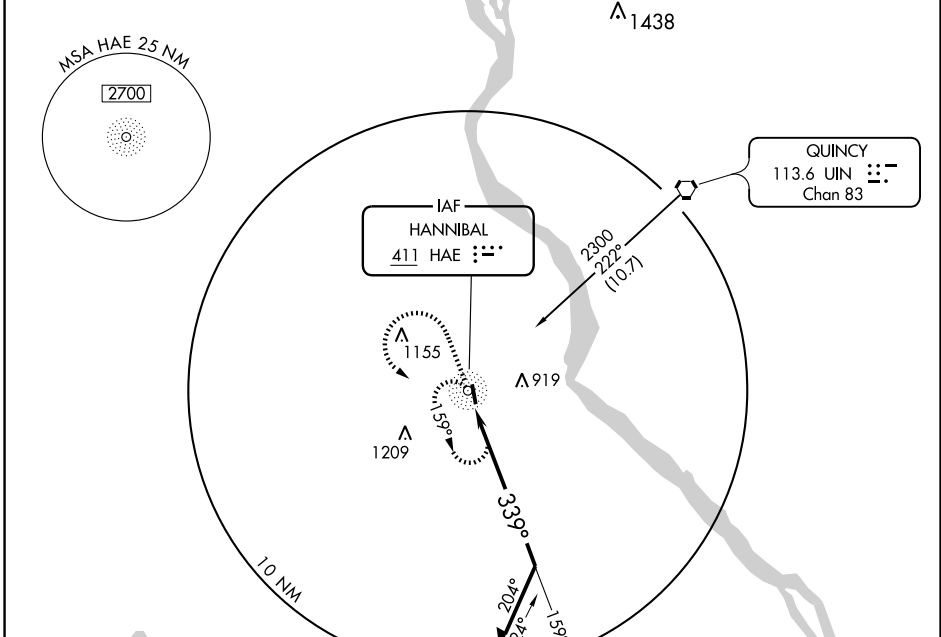 1438
MSA HAE 25 NM
2700
QUINCY
113.6 UIN
Chan 83
IAF
HANNIBAL
411 HAE
2300
222°
(10.7)
1155
919
159°
1209
339°
10 NM
204°